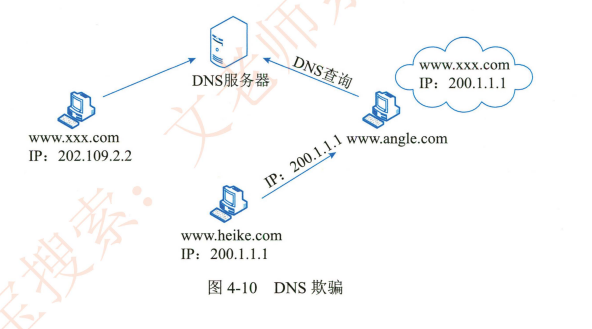 DNS服务器
DNS查询
www.xxx.com
IP：200.1.1.1
www.xxx.com
IP：202.109.2.2
www.angle.com
IP：200.1.1.1
www.heike.com
IP：200.1.1.1
图 4-10 DNS 欺骗
搜索：
文老师